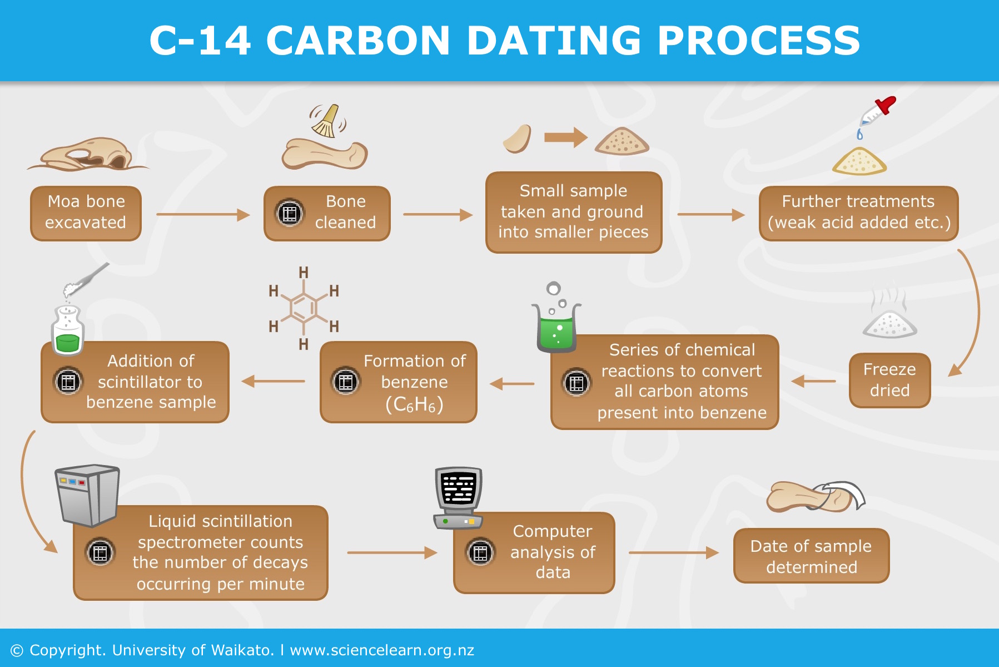 C-14 CARBON DATING PROCESS
Moa bone
excavated
Bone
cleaned
Small sample
taken and ground
into smaller pieces
Further treatments
(weak acid added etc.)
Freeze
dried
Series of chemical
reactions to convert
all carbon atoms
present into benzene
H
H
H
H
H
H
Formation of
benzene
(C₆H₆)
Addition of
scintillator to
benzene sample
Liquid scintillation
spectrometer counts
the number of decays
occurring per minute
Computer
analysis of
data
Date of sample
determined
© Copyright. University of Waikato. l www.sciencelearn.org.nz